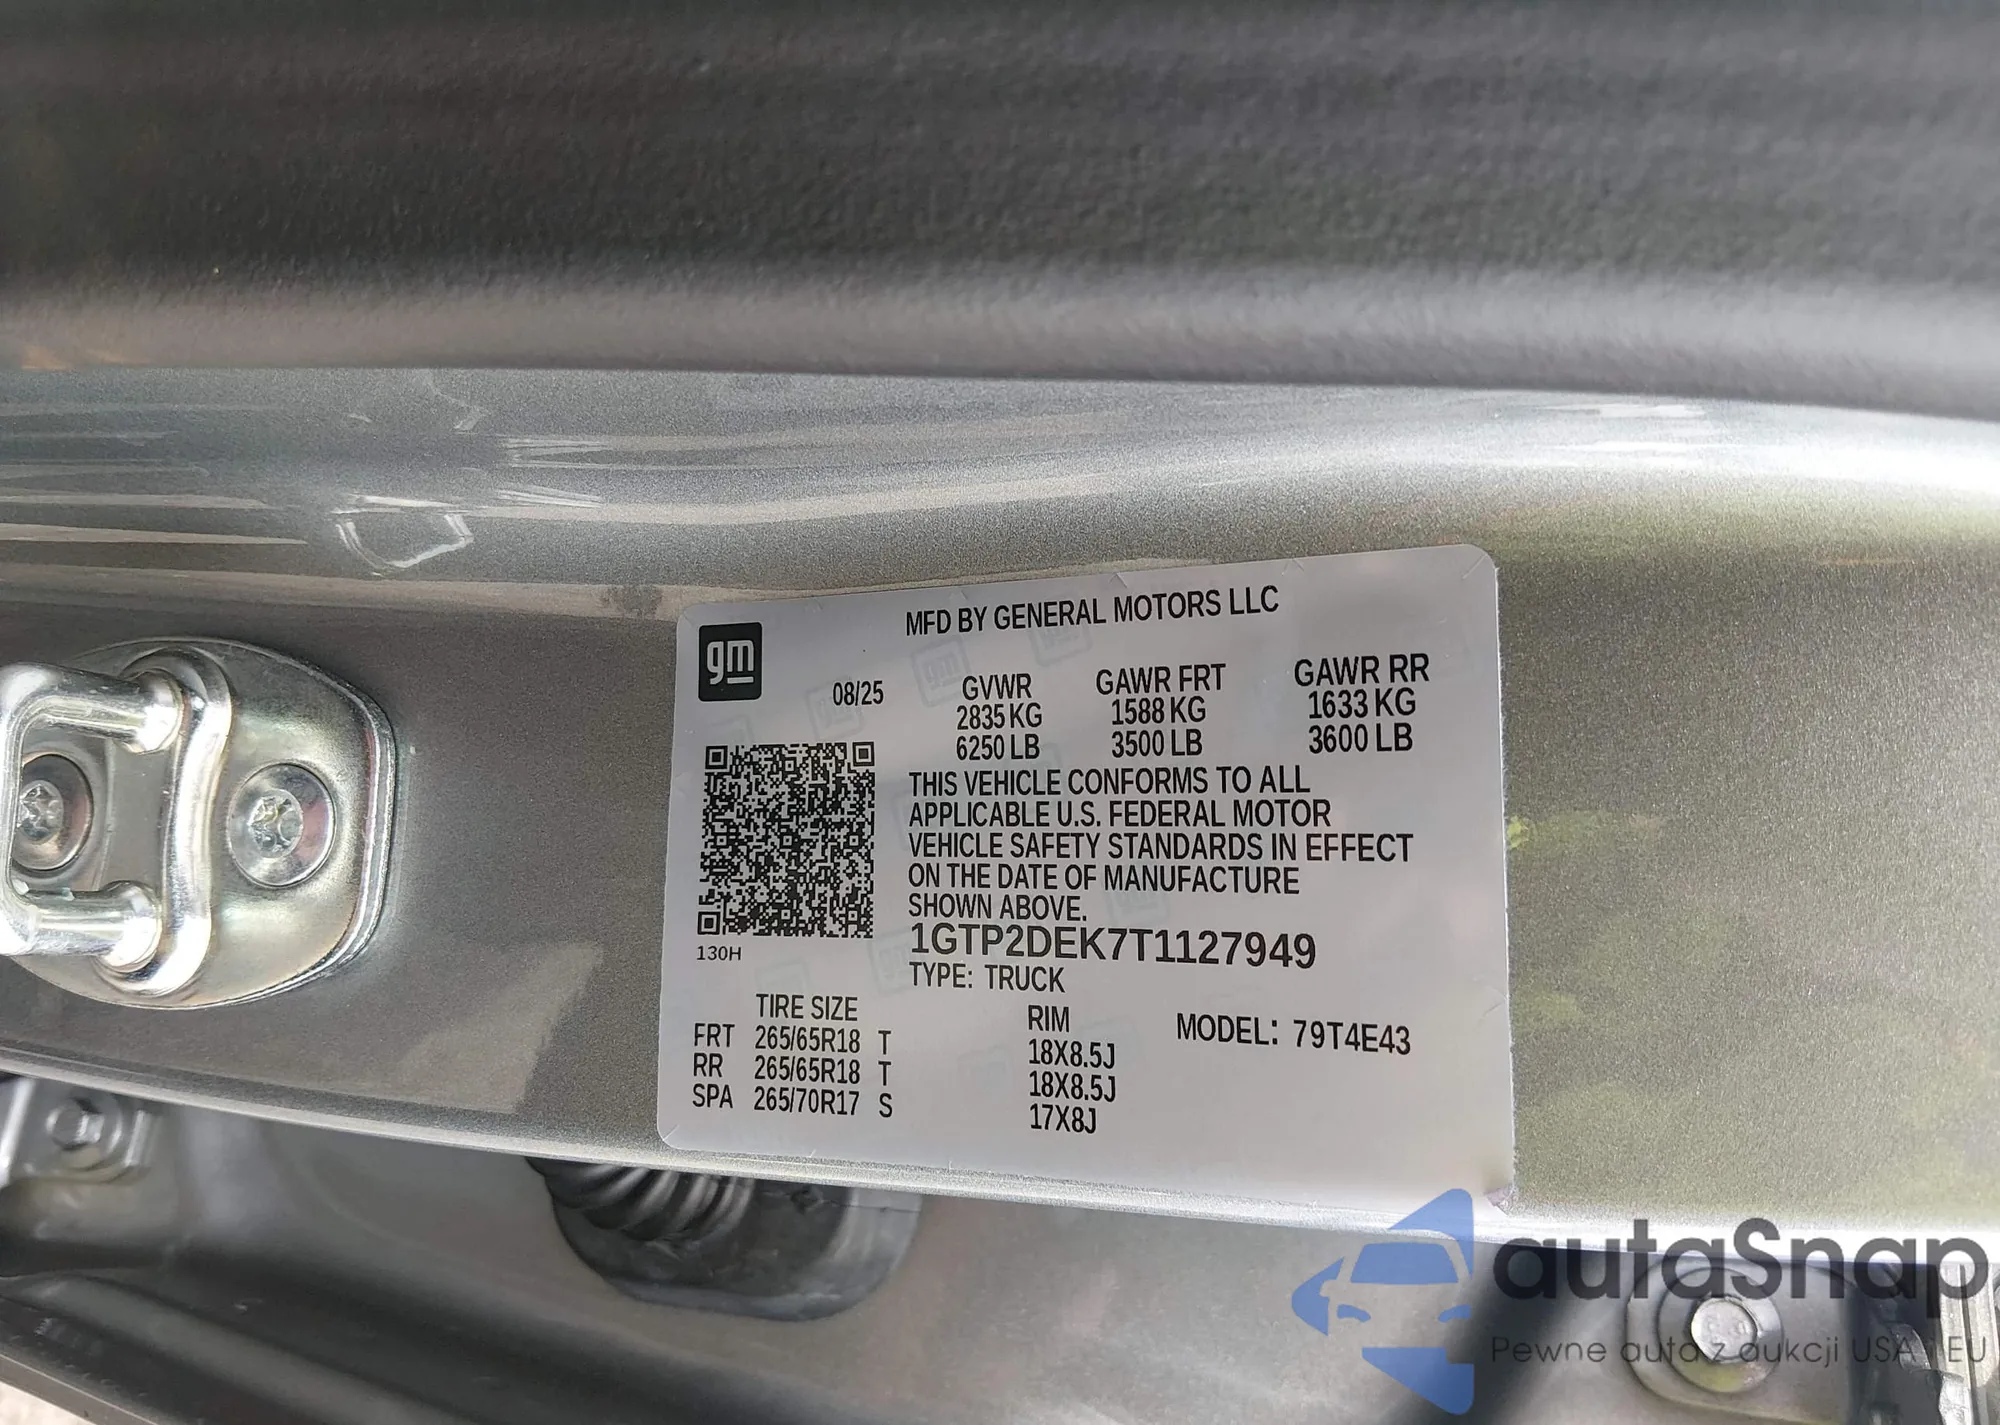 MFD BY GENERAL MOTORS LLC
gm
08/25
GVWR GAWR FRT GAWR RR
2835 KG 1588 KG 1633 KG
6250 LB 3500 LB 3600 LB
THIS VEHICLE CONFORMS TO ALL
APPLICABLE U.S. FEDERAL MOTOR
VEHICLE SAFETY STANDARDS IN EFFECT
ON THE DATE OF MANUFACTURE
SHOWN ABOVE.
1GTP2DEK7T1127949
130H
TYPE: TRUCK
TIRE SIZE RIM MODEL: 79T4E43
FRT 265/65R18 T 18X8.5J
RR 265/65R18 T 18X8.5J
SPA 265/70R17 S 17X8J
autaSnap
Pewne auta z aukcji USA i EU